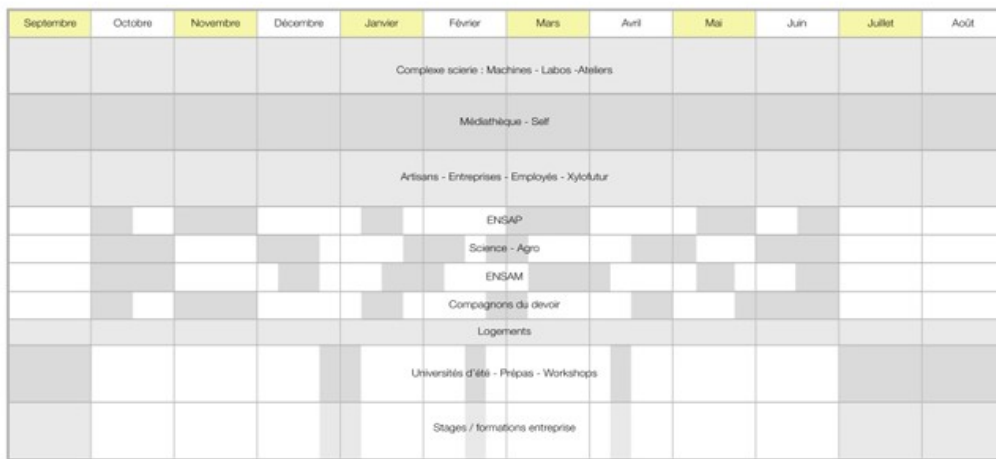 Septembre Octobre Novembre Décembre Janvier Février Mars Avril Mai Juin Juillet Août
Complexe scierie : Machines - Labos -Ateliers
Médiathèque - Self
Artisans - Entreprises - Employés - Xylofutur
ENSAP
Science - Agro
ENSAM
Compagnons du devoir
Logements
Universités d'été - Prépas - Workshops
Stages / formations entreprise